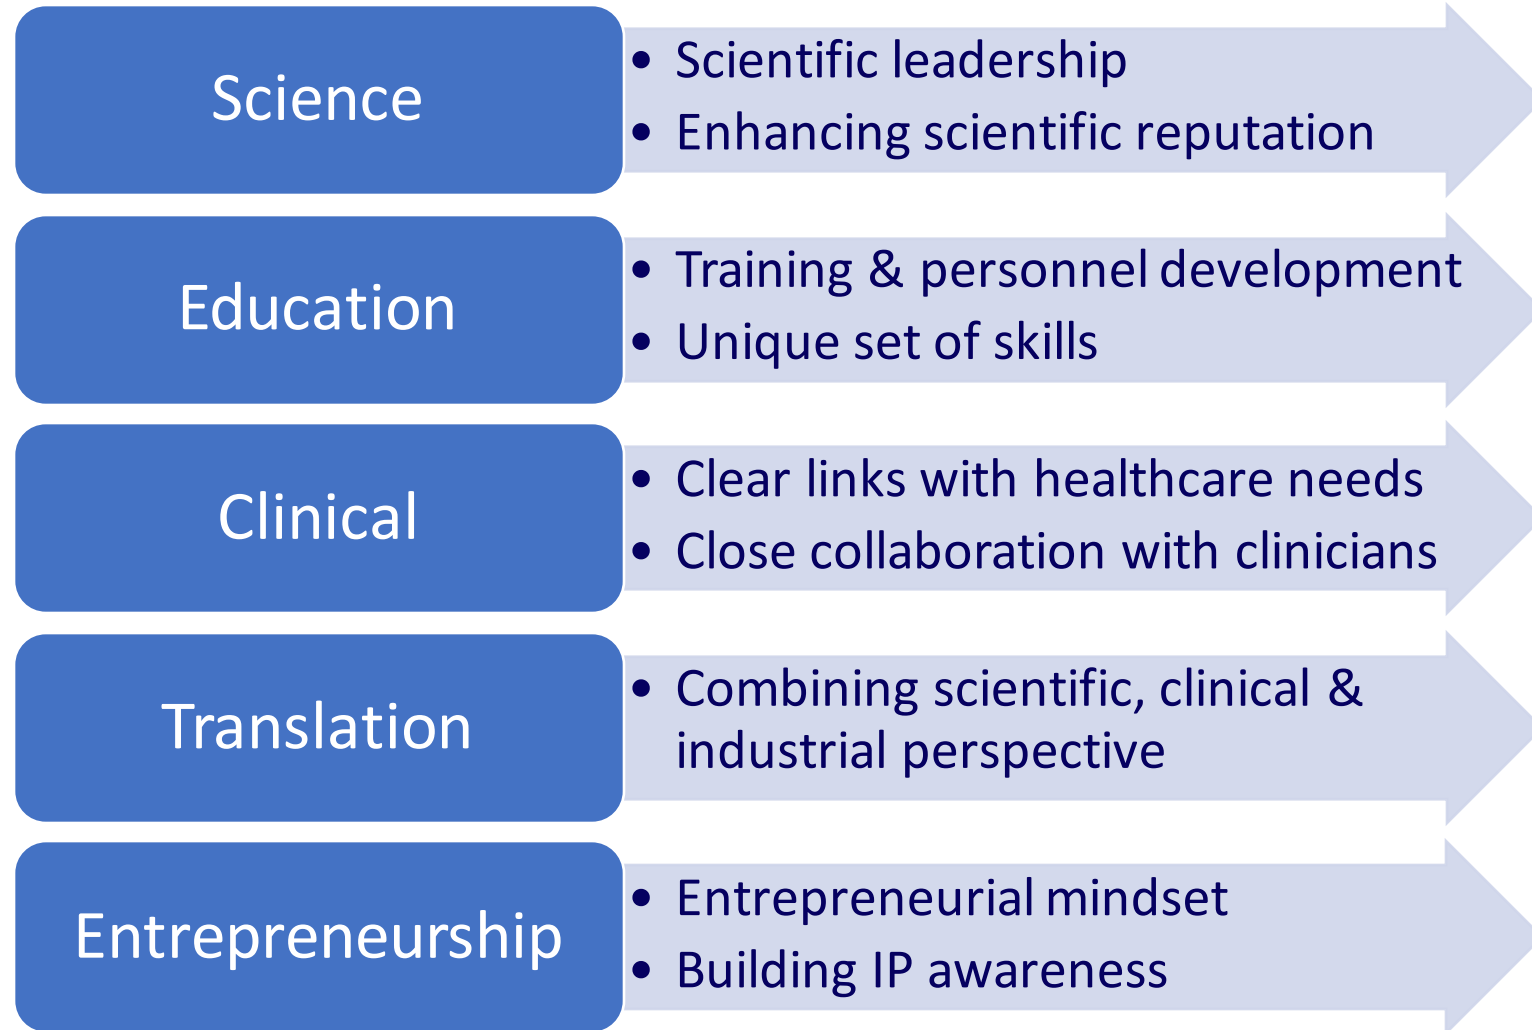 Science
• Scientific leadership
• Enhancing scientific reputation
Education
• Training & personnel development
• Unique set of skills
Clinical
• Clear links with healthcare needs
• Close collaboration with clinicians
Translation
• Combining scientific, clinical &
industrial perspective
Entrepreneurship
• Entrepreneurial mindset
• Building IP awareness